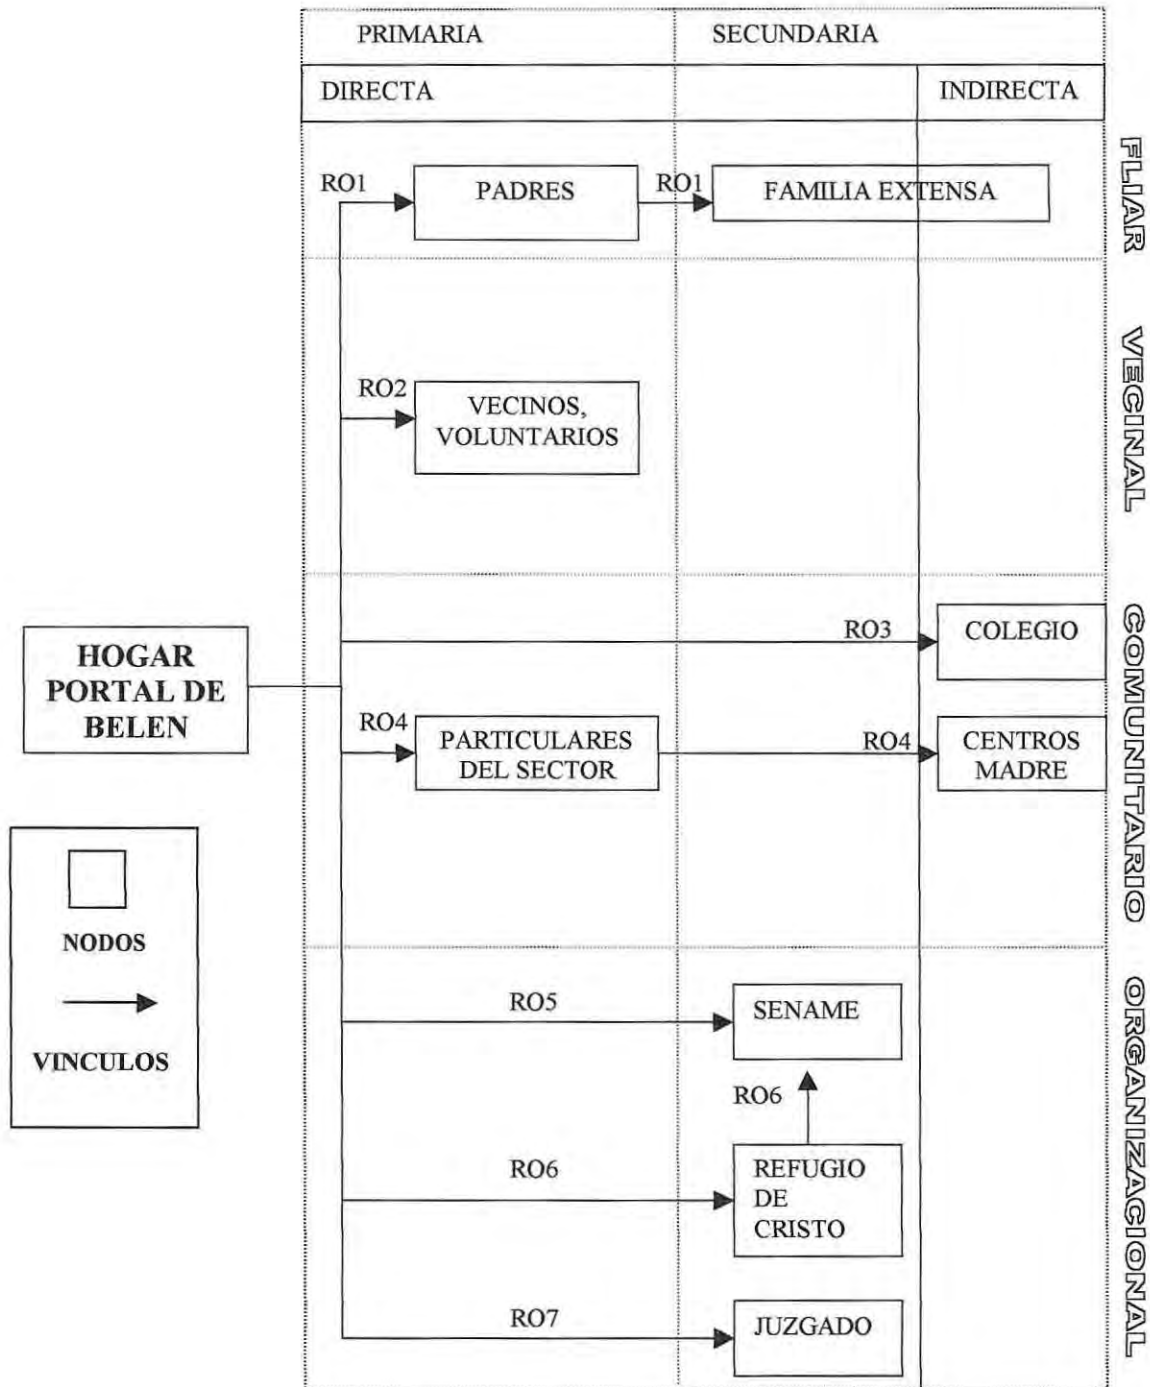 PRIMARIA
SECUNDARIA
DIRECTA
INDIRECTA
FLIAR
RO1
PADRES
RO1
FAMILIA EXTENSA
VECINAL
RO2
VECINOS,
VOLUNTARIOS
COMUNITARIO
RO3
COLEGIO
HOGAR
PORTAL DE
BELEN
RO4
PARTICULARES
DEL SECTOR
RO4
CENTROS
MADRE
NODOS
VINCULOS
ORGANIZACIONAL
RO5
SENAME
RO6
RO6
REFUGIO
DE
CRISTO
RO7
JUZGADO